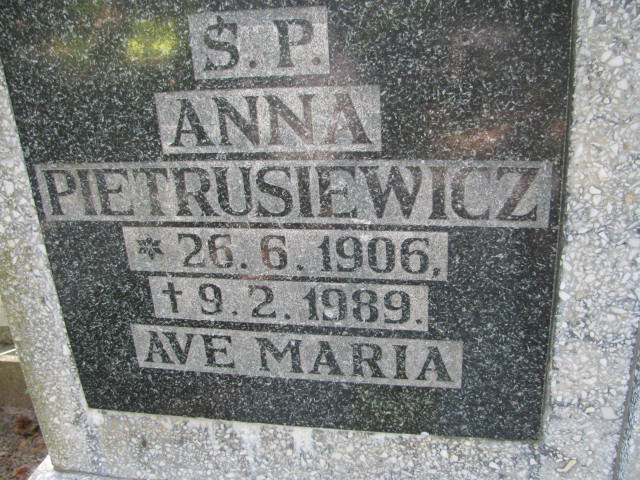 Ś. P.
ANNA
PIETRUSIEWICZ
* 26. 6. 1906,
† 9. 2. 1989.
AVE MARIA